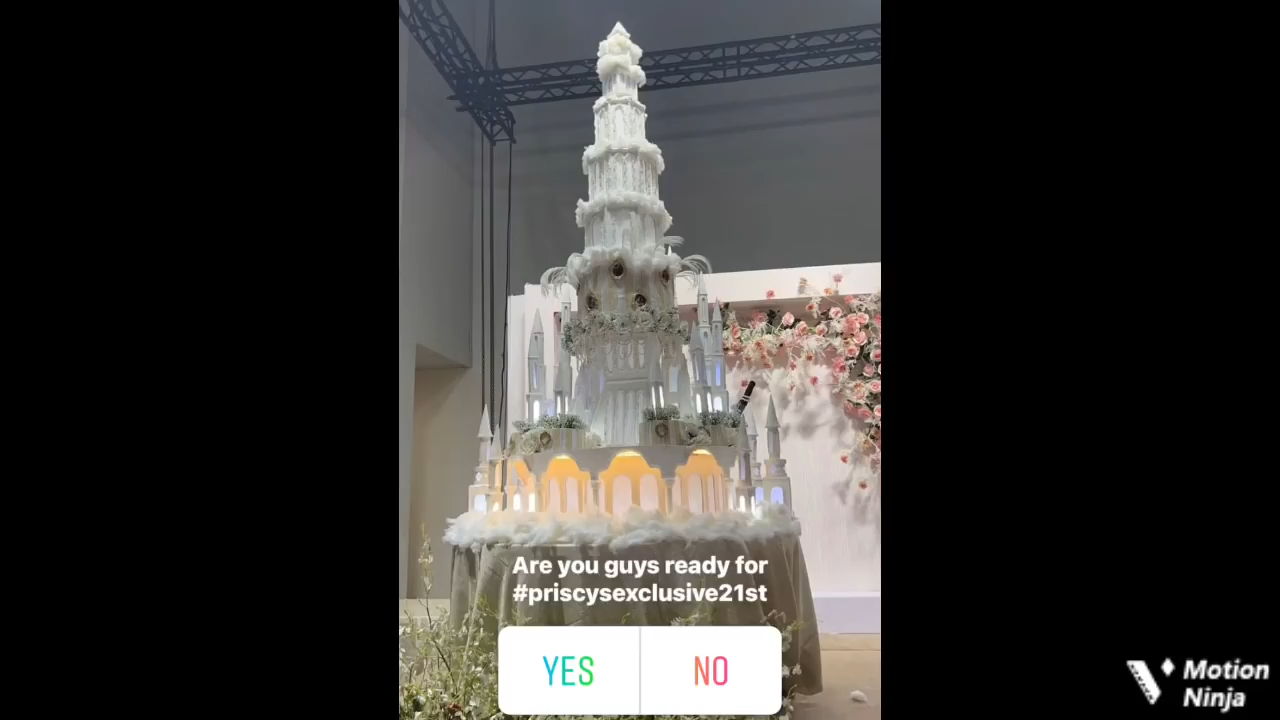 Are you guys ready for
#priscysexclusive21st
YES
NO
Motion
Ninja